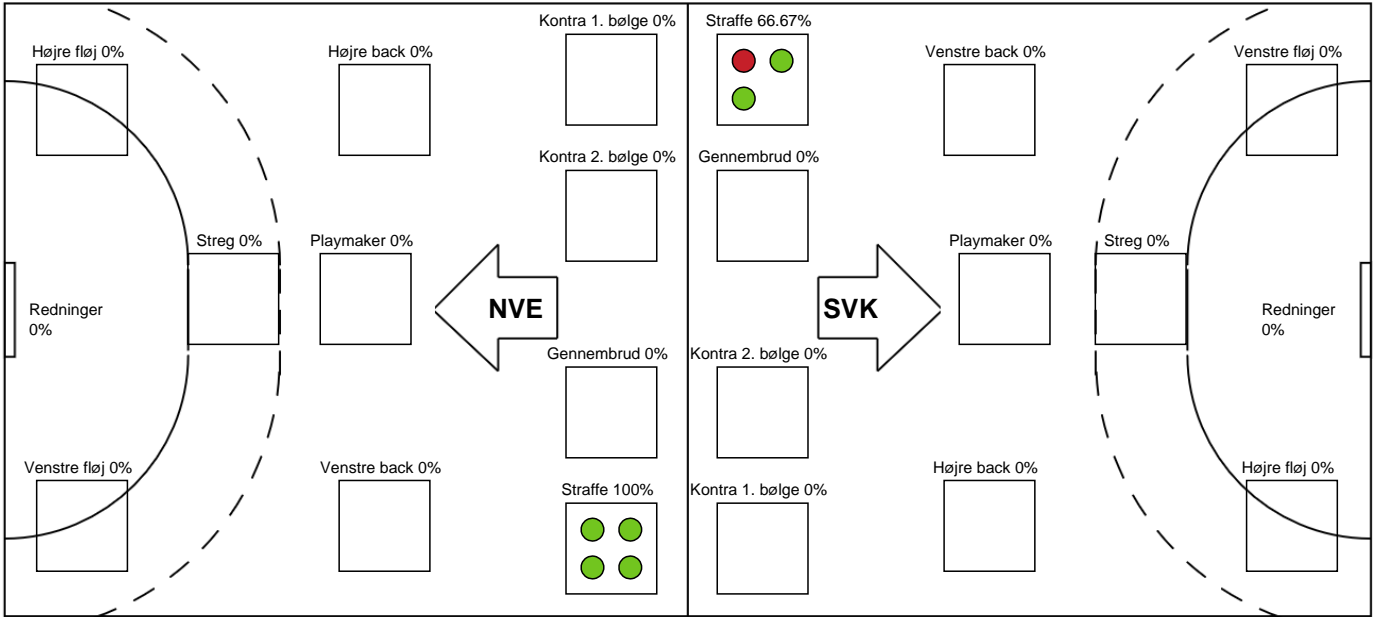 Kontra 1. bølge 0%
Straffe 66.67%
Højre fløj 0%
Højre back 0%
Venstre back 0%
Venstre fløj 0%
Kontra 2. bølge 0%
Gennembrud 0%
Streg 0%
Playmaker 0%
Playmaker 0%
Streg 0%
Redninger
0%
NVE
SVK
Redninger
0%
Gennembrud 0%
Kontra 2. bølge 0%
Venstre fløj 0%
Venstre back 0%
Højre back 0%
Højre fløj 0%
Straffe 100%
Kontra 1. bølge 0%